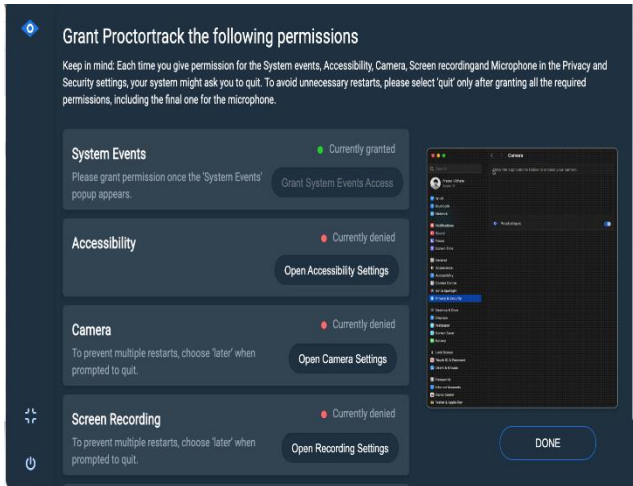 Grant Proctortrack the following permissions
Keep in mind: Each time you give permission for the System events, Accessibility, Camera, Screen recordingand Microphone in the Privacy and
Security settings, your system might ask you to quit. To avoid unnecessary restarts, please select 'quit' only after granting all the required
permissions, including the final one for the microphone.
System Events
Currently granted
Please grant permission once the 'System Events'
popup appears.
Grant System Events Access
Accessibility
Currently denied
Open Accessibility Settings
Camera
Currently denied
To prevent multiple restarts, choose 'later' when
prompted to quit.
Open Camera Settings
Screen Recording
Currently denied
To prevent multiple restarts, choose 'later' when
prompted to quit.
Open Recording Settings
Camera
Privacy & Security
DONE